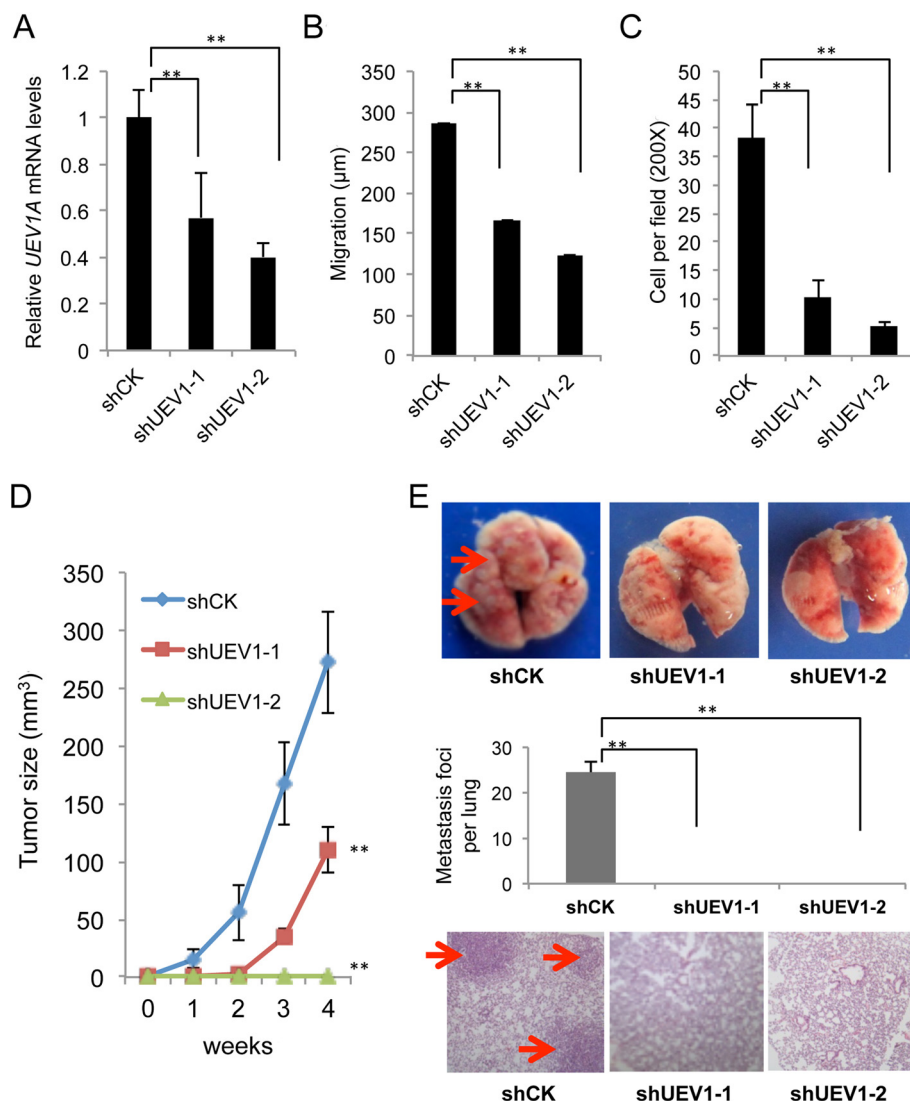 A
**
**
Relative UEV1A mRNA levels
1.2
1
0.8
0.6
0.4
0.2
0
shCK
shUEV1-1
shUEV1-2
B
**
**
Migration (µm)
350
300
250
200
150
100
50
0
shCK
shUEV1-1
shUEV1-2
C
**
**
Cell per field (200X)
50
45
40
35
30
25
20
15
10
5
0
shCK
shUEV1-1
shUEV1-2
D
Tumor size (mm³)
350
300
250
200
150
100
50
0
shCK
shUEV1-1
shUEV1-2
**
**
0 1 2 3 4
weeks
E
shCK shUEV1-1 shUEV1-2
**
**
Metastasis foci
per lung
30
20
10
0
shCK shUEV1-1 shUEV1-2
shCK shUEV1-1 shUEV1-2